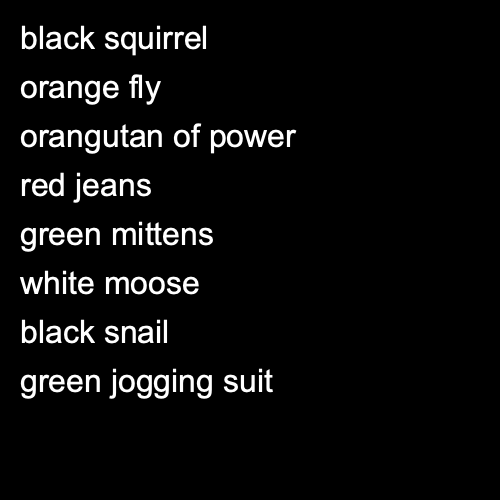 black squirrel
orange fly
orangutan of power
red jeans
green mittens
white moose
black snail
green jogging suit